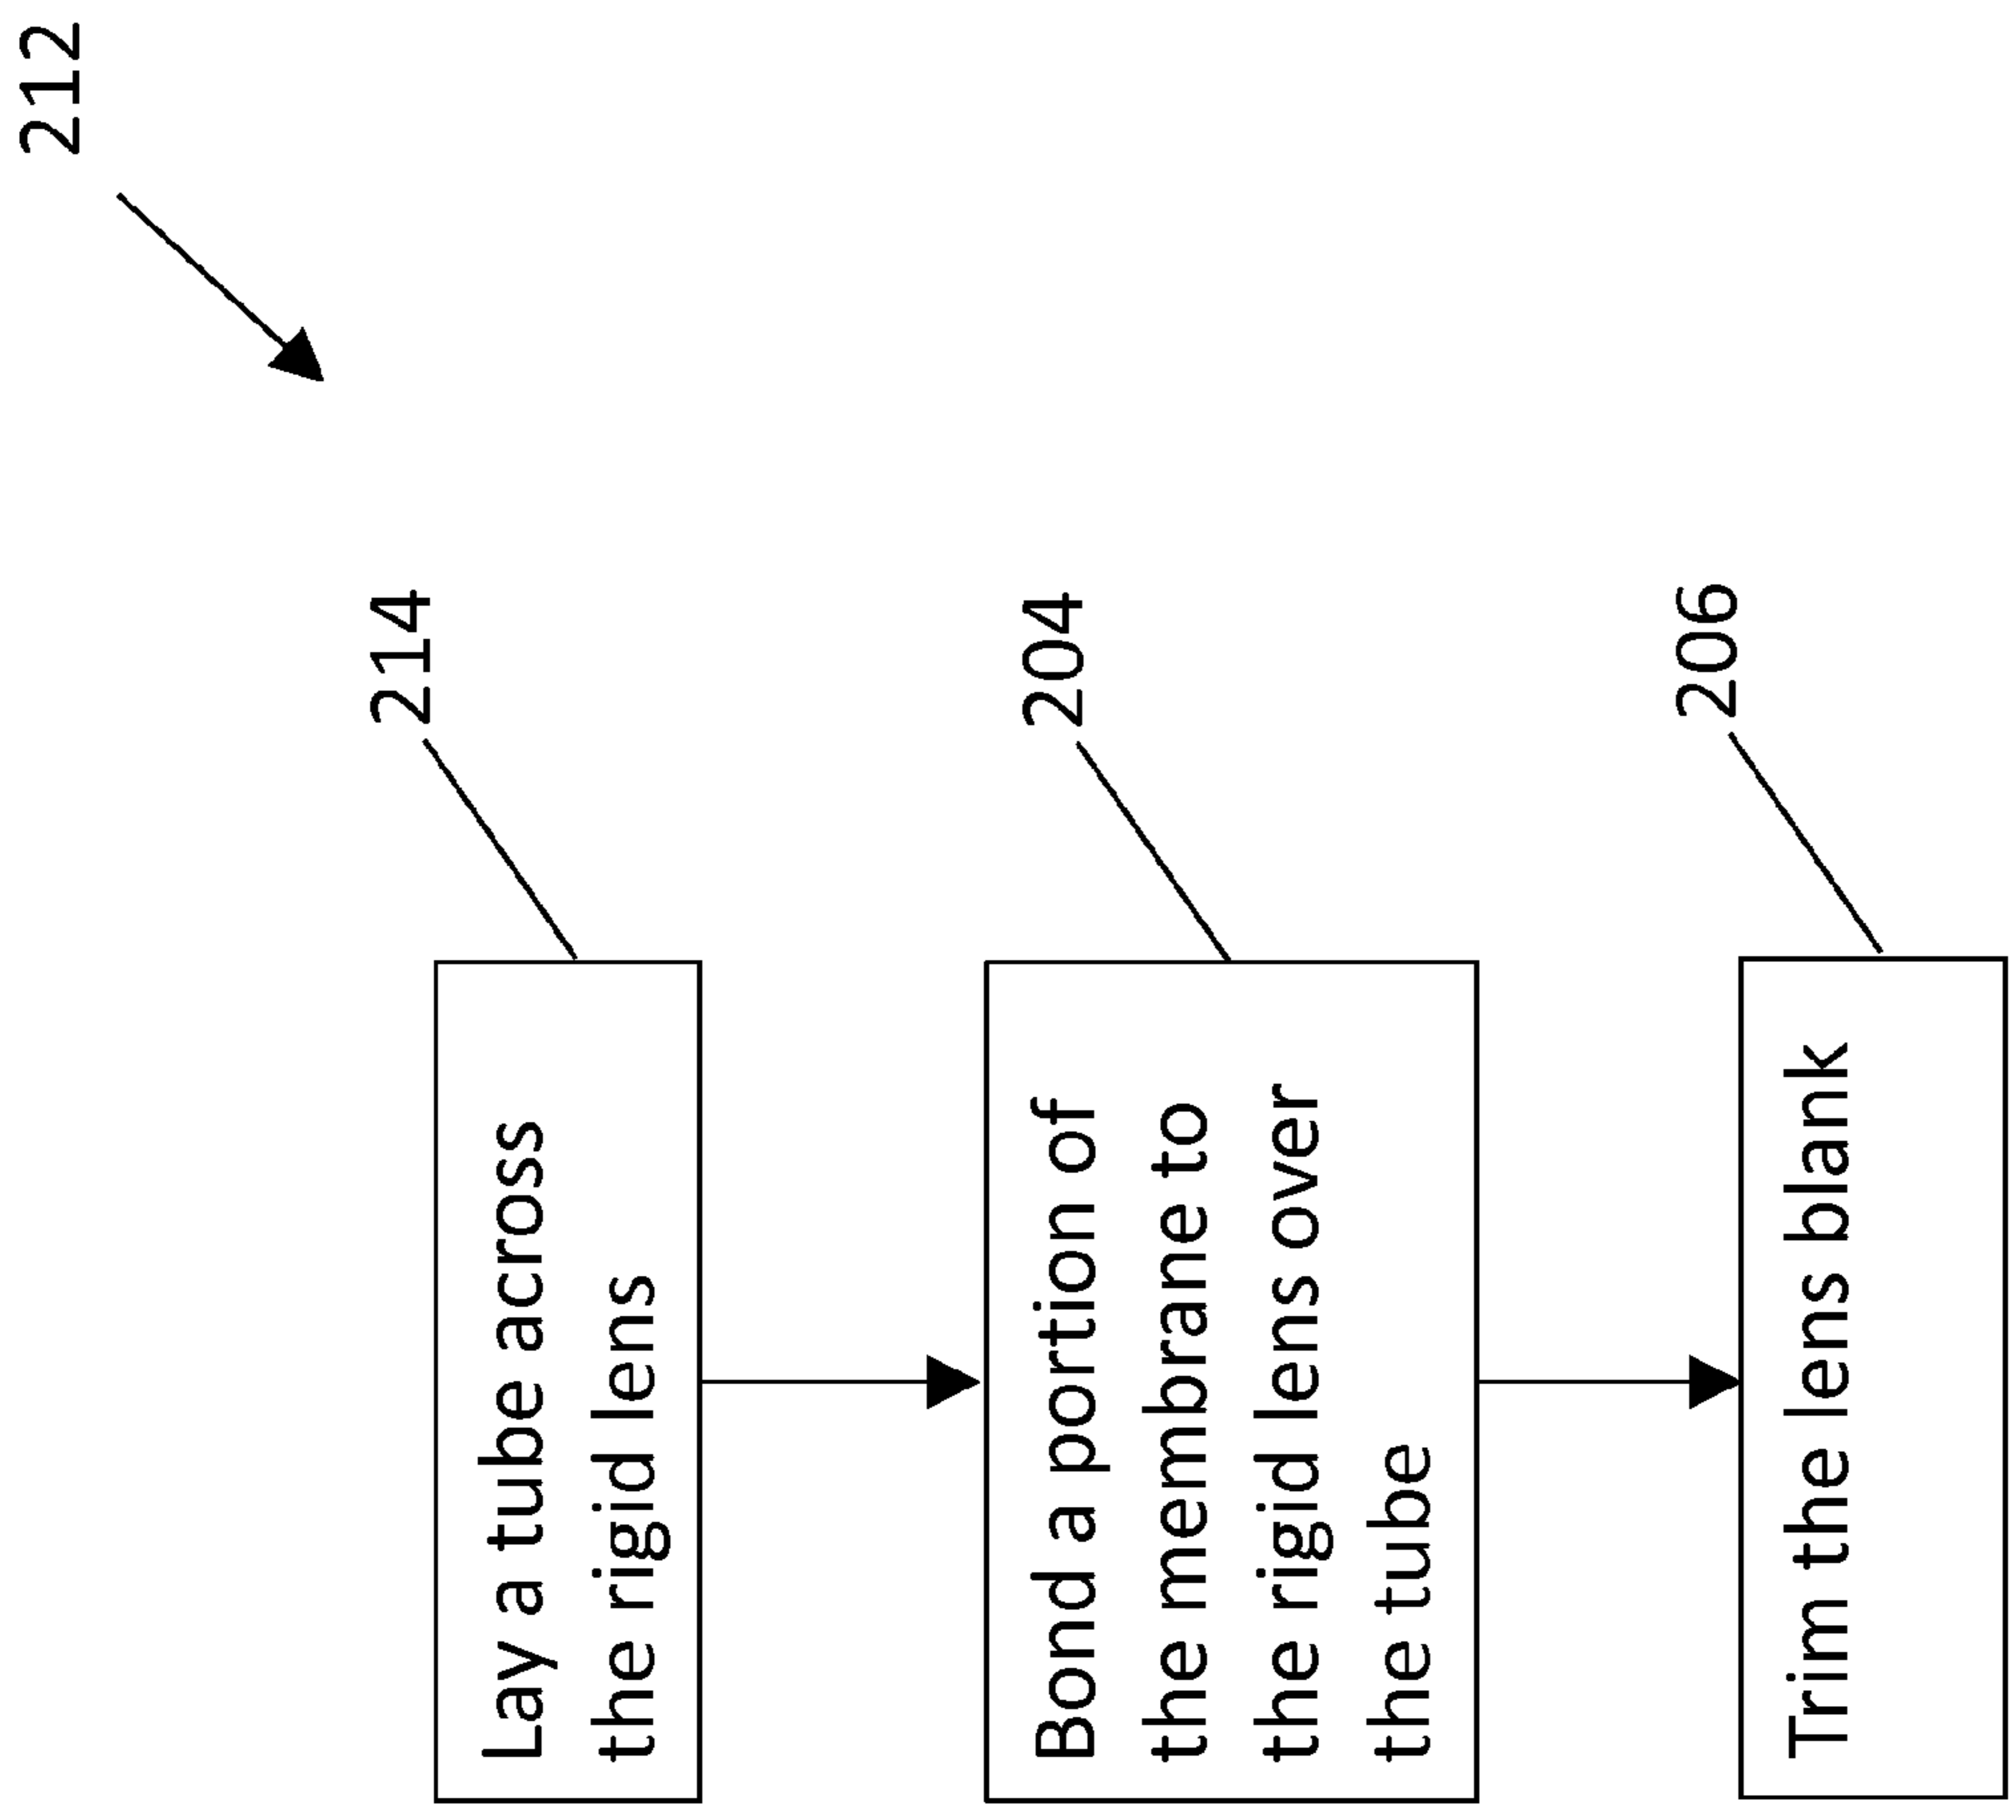 212
214
Lay a tube across
the rigid lens
204
Bond a portion of
the membrane to
the rigid lens over
the tube
206
Trim the lens blank